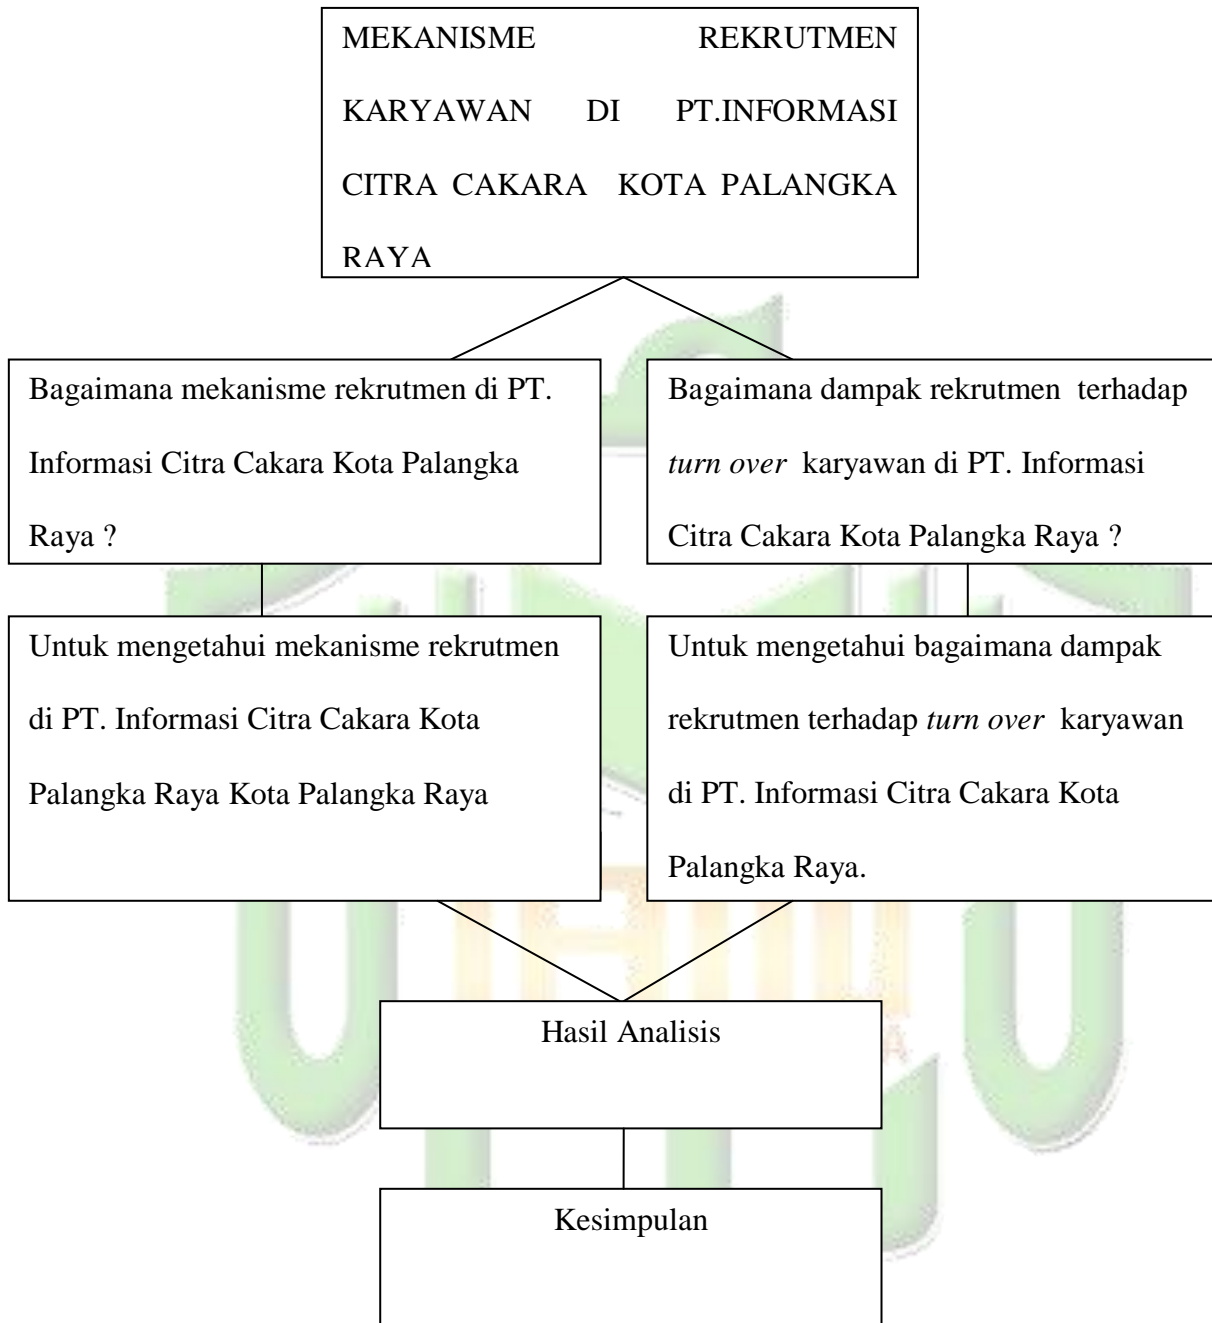 MEKANISME REKRUTMEN
KARYAWAN DI PT.INFORMASI
CITRA CAKARA KOTA PALANGKA
RAYA
Bagaimana mekanisme rekrutmen di PT.
Informasi Citra Cakara Kota Palangka
Raya ?
Bagaimana dampak rekrutmen terhadap
turn over karyawan di PT. Informasi
Citra Cakara Kota Palangka Raya ?
Untuk mengetahui mekanisme rekrutmen
di PT. Informasi Citra Cakara Kota
Palangka Raya Kota Palangka Raya
Untuk mengetahui bagaimana dampak
rekrutmen terhadap turn over karyawan
di PT. Informasi Citra Cakara Kota
Palangka Raya.
Hasil Analisis
Kesimpulan